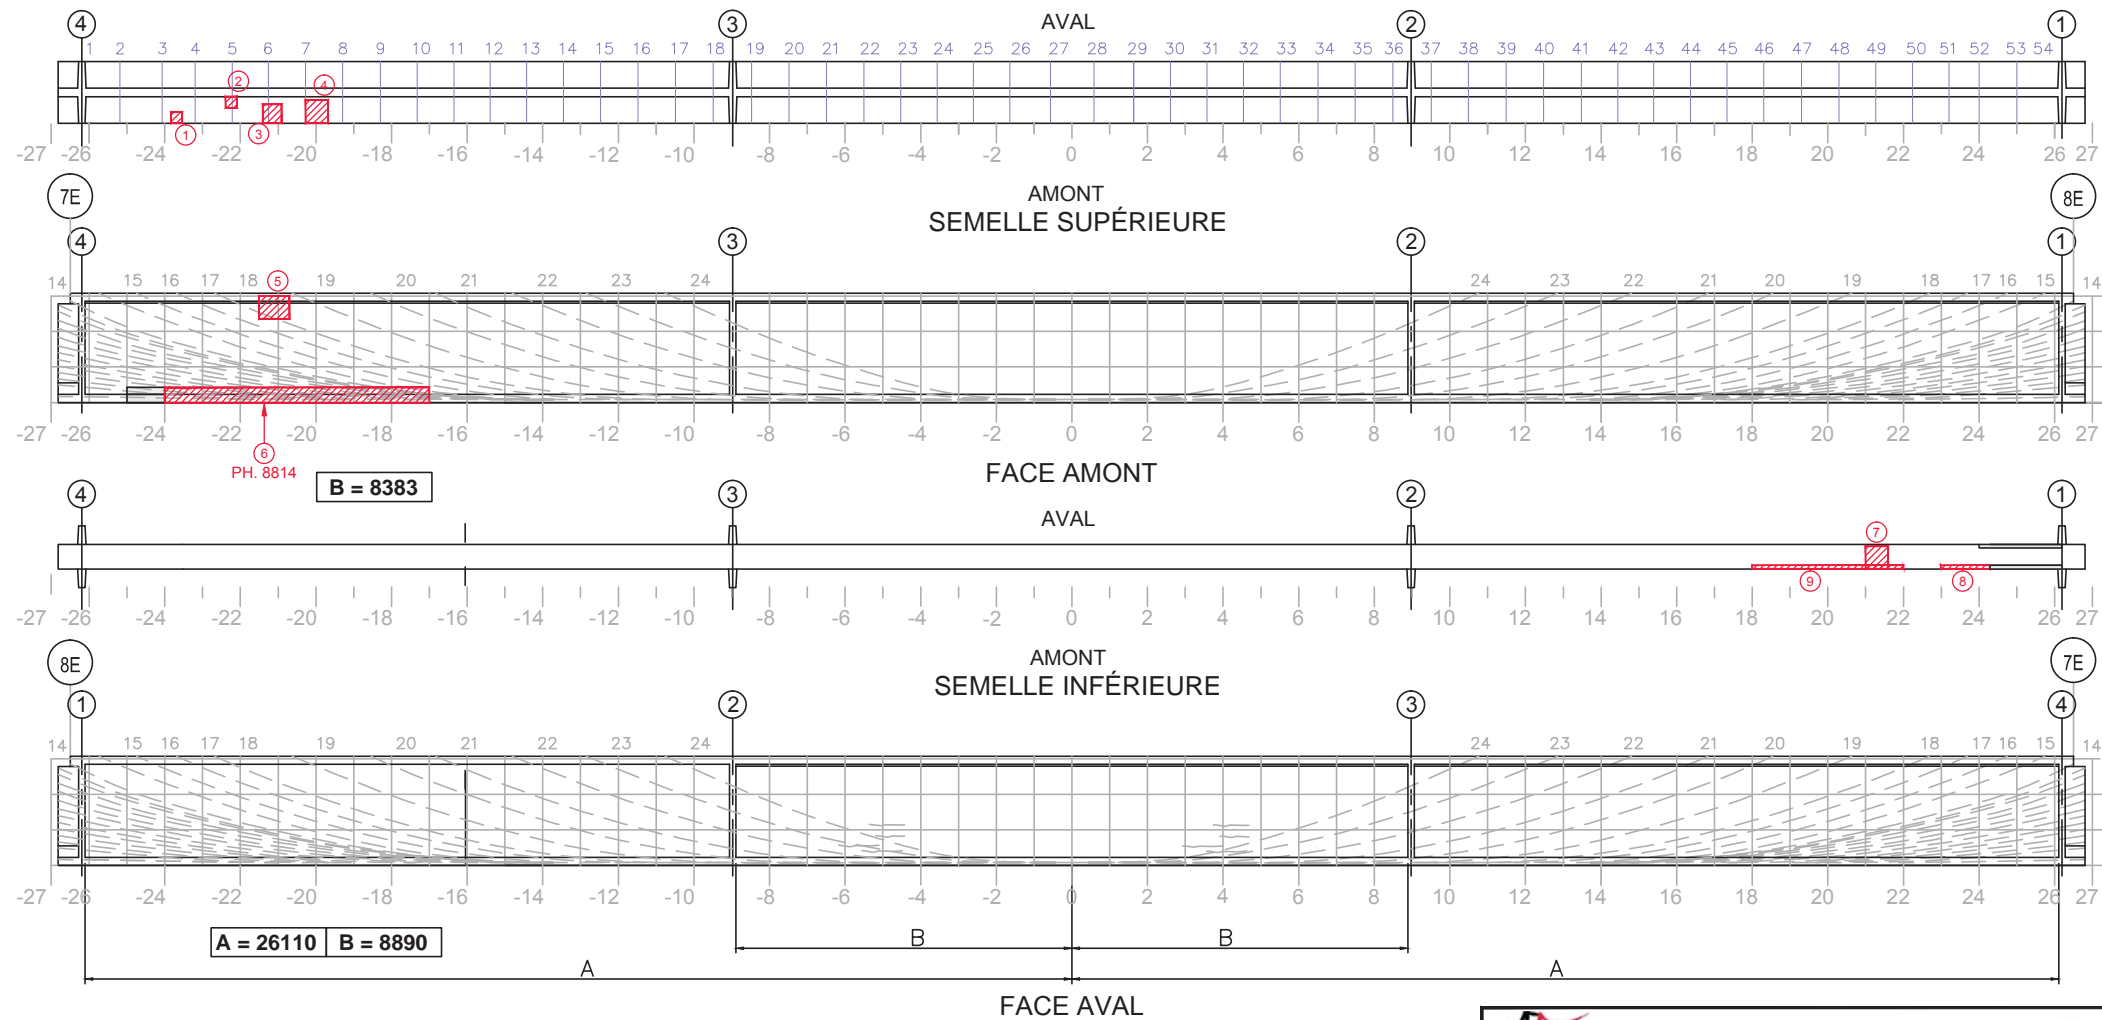 4 3 AVAL 2 1
1 2 3 4 5 6 7 8 9 10 11 12 13 14 15 16 17 18 19 20 21 22 23 24 25 26 27 28 29 30 31 32 33 34 35 36 37 38 39 40 41 42 43 44 45 46 47 48 49 50 51 52 53 54
2 4
1 3
-27 -26 -24 -22 -20 -18 -16 -14 -12 -10 -8 -6 -4 -2 0 2 4 6 8 10 12 14 16 18 20 22 24 26 27
7E AMONT 8E
SEMELLE SUPÉRIEURE
4 3 2 1
14 15 16 17 18 5 19 20 21 22 23 24 24 23 22 21 20 19 18 17 16 15 14
-27 -26 -24 -22 -20 -18 -16 -14 -12 -10 -8 -6 -4 -2 0 2 4 6 8 10 12 14 16 18 20 22 24 26 27
6
PH. 8814
FACE AMONT
B = 8383
4 3 2 1
AVAL
7
9 8
-27 -26 -24 -22 -20 -18 -16 -14 -12 -10 -8 -6 -4 -2 0 2 4 6 8 10 12 14 16 18 20 22 24 26 27
8E AMONT 7E
SEMELLE INFÉRIEURE
1 2 3 4
14 15 16 17 18 19 20 21 22 23 24 24 23 22 21 20 19 18 17 16 15 14
-27 -26 -24 -22 -20 -18 -16 -14 -12 -10 -8 -6 -4 -2 0 2 4 6 8 10 12 14 16 18 20 22 24 26 27
A = 26110 B = 8890
B B
A A
FACE AVAL